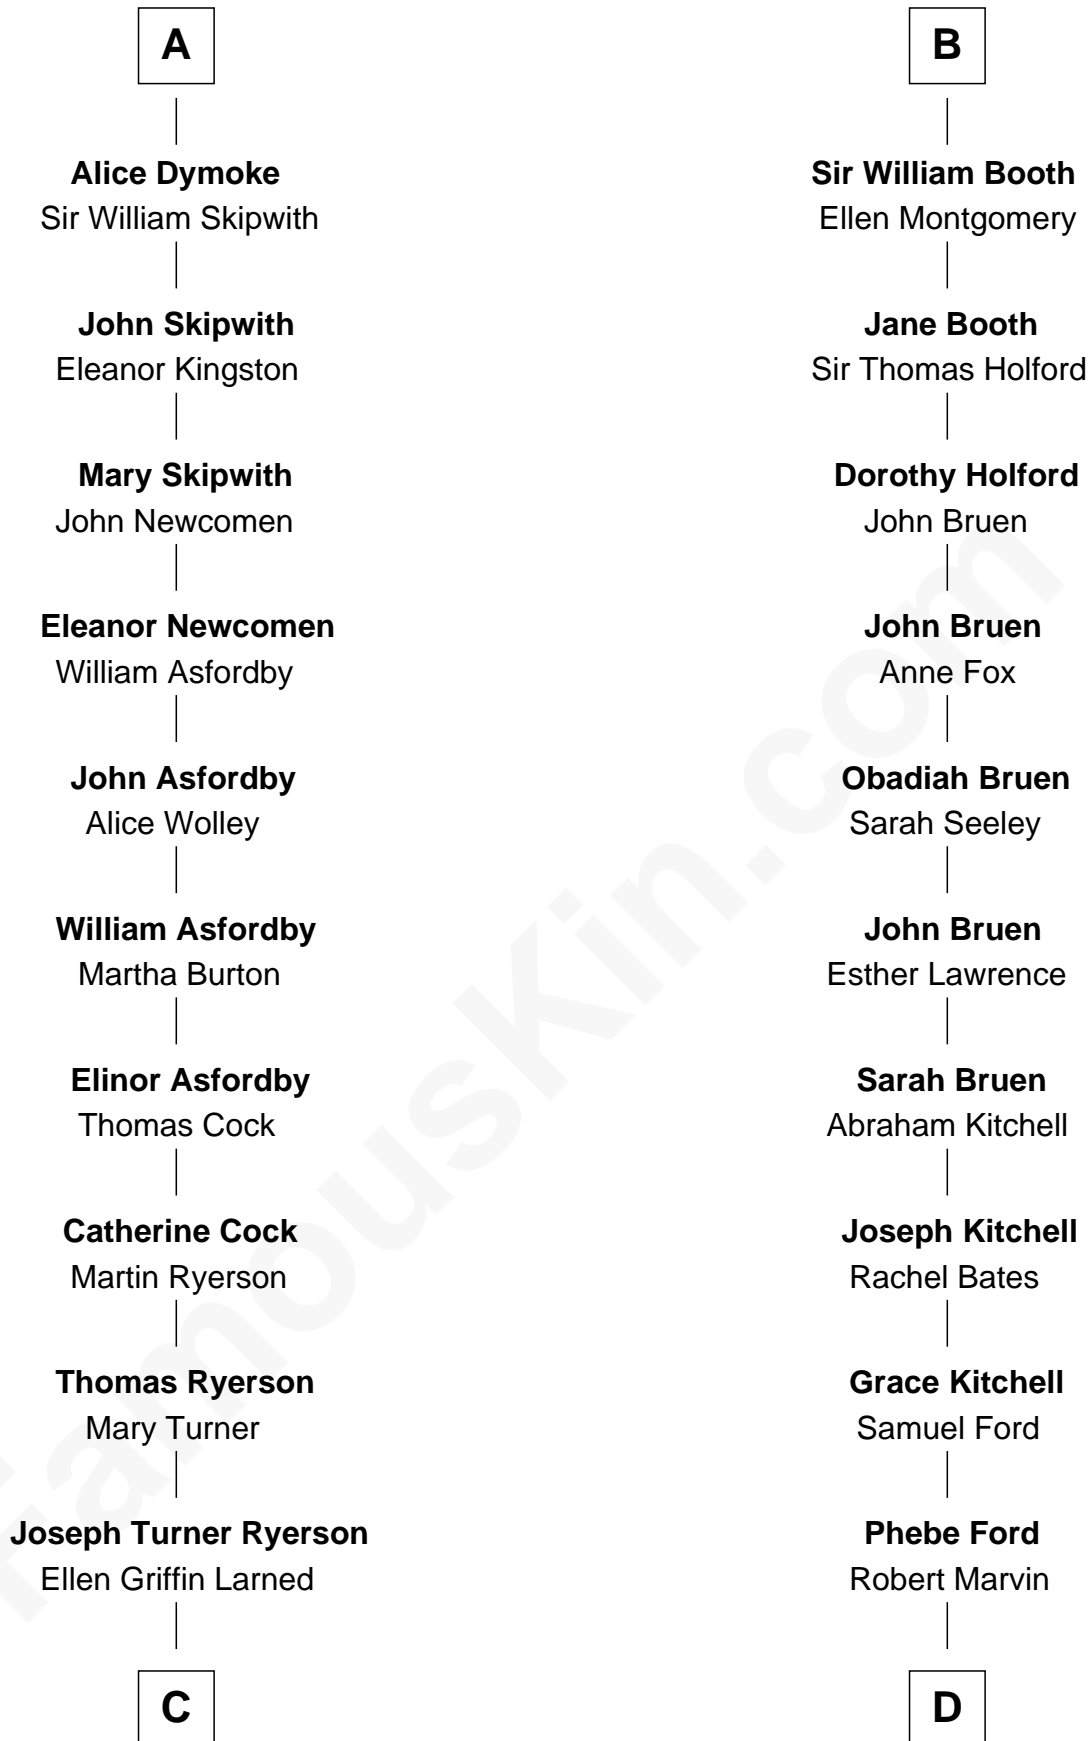 A
Alice Dymoke
Sir William Skipwith
John Skipwith
Eleanor Kingston
Mary Skipwith
John Newcomen
Eleanor Newcomen
William Asfordby
John Asfordby
Alice Wolley
William Asfordby
Martha Burton
Elinor Asfordby
Thomas Cock
Catherine Cock
Martin Ryerson
Thomas Ryerson
Mary Turner
Joseph Turner Ryerson
Ellen Griffin Larned
C
B
Sir William Booth
Ellen Montgomery
Jane Booth
Sir Thomas Holford
Dorothy Holford
John Bruen
John Bruen
Anne Fox
Obadiah Bruen
Sarah Seeley
John Bruen
Esther Lawrence
Sarah Bruen
Abraham Kitchell
Joseph Kitchell
Rachel Bates
Grace Kitchell
Samuel Ford
Phebe Ford
Robert Marvin
D
FamousKin.com